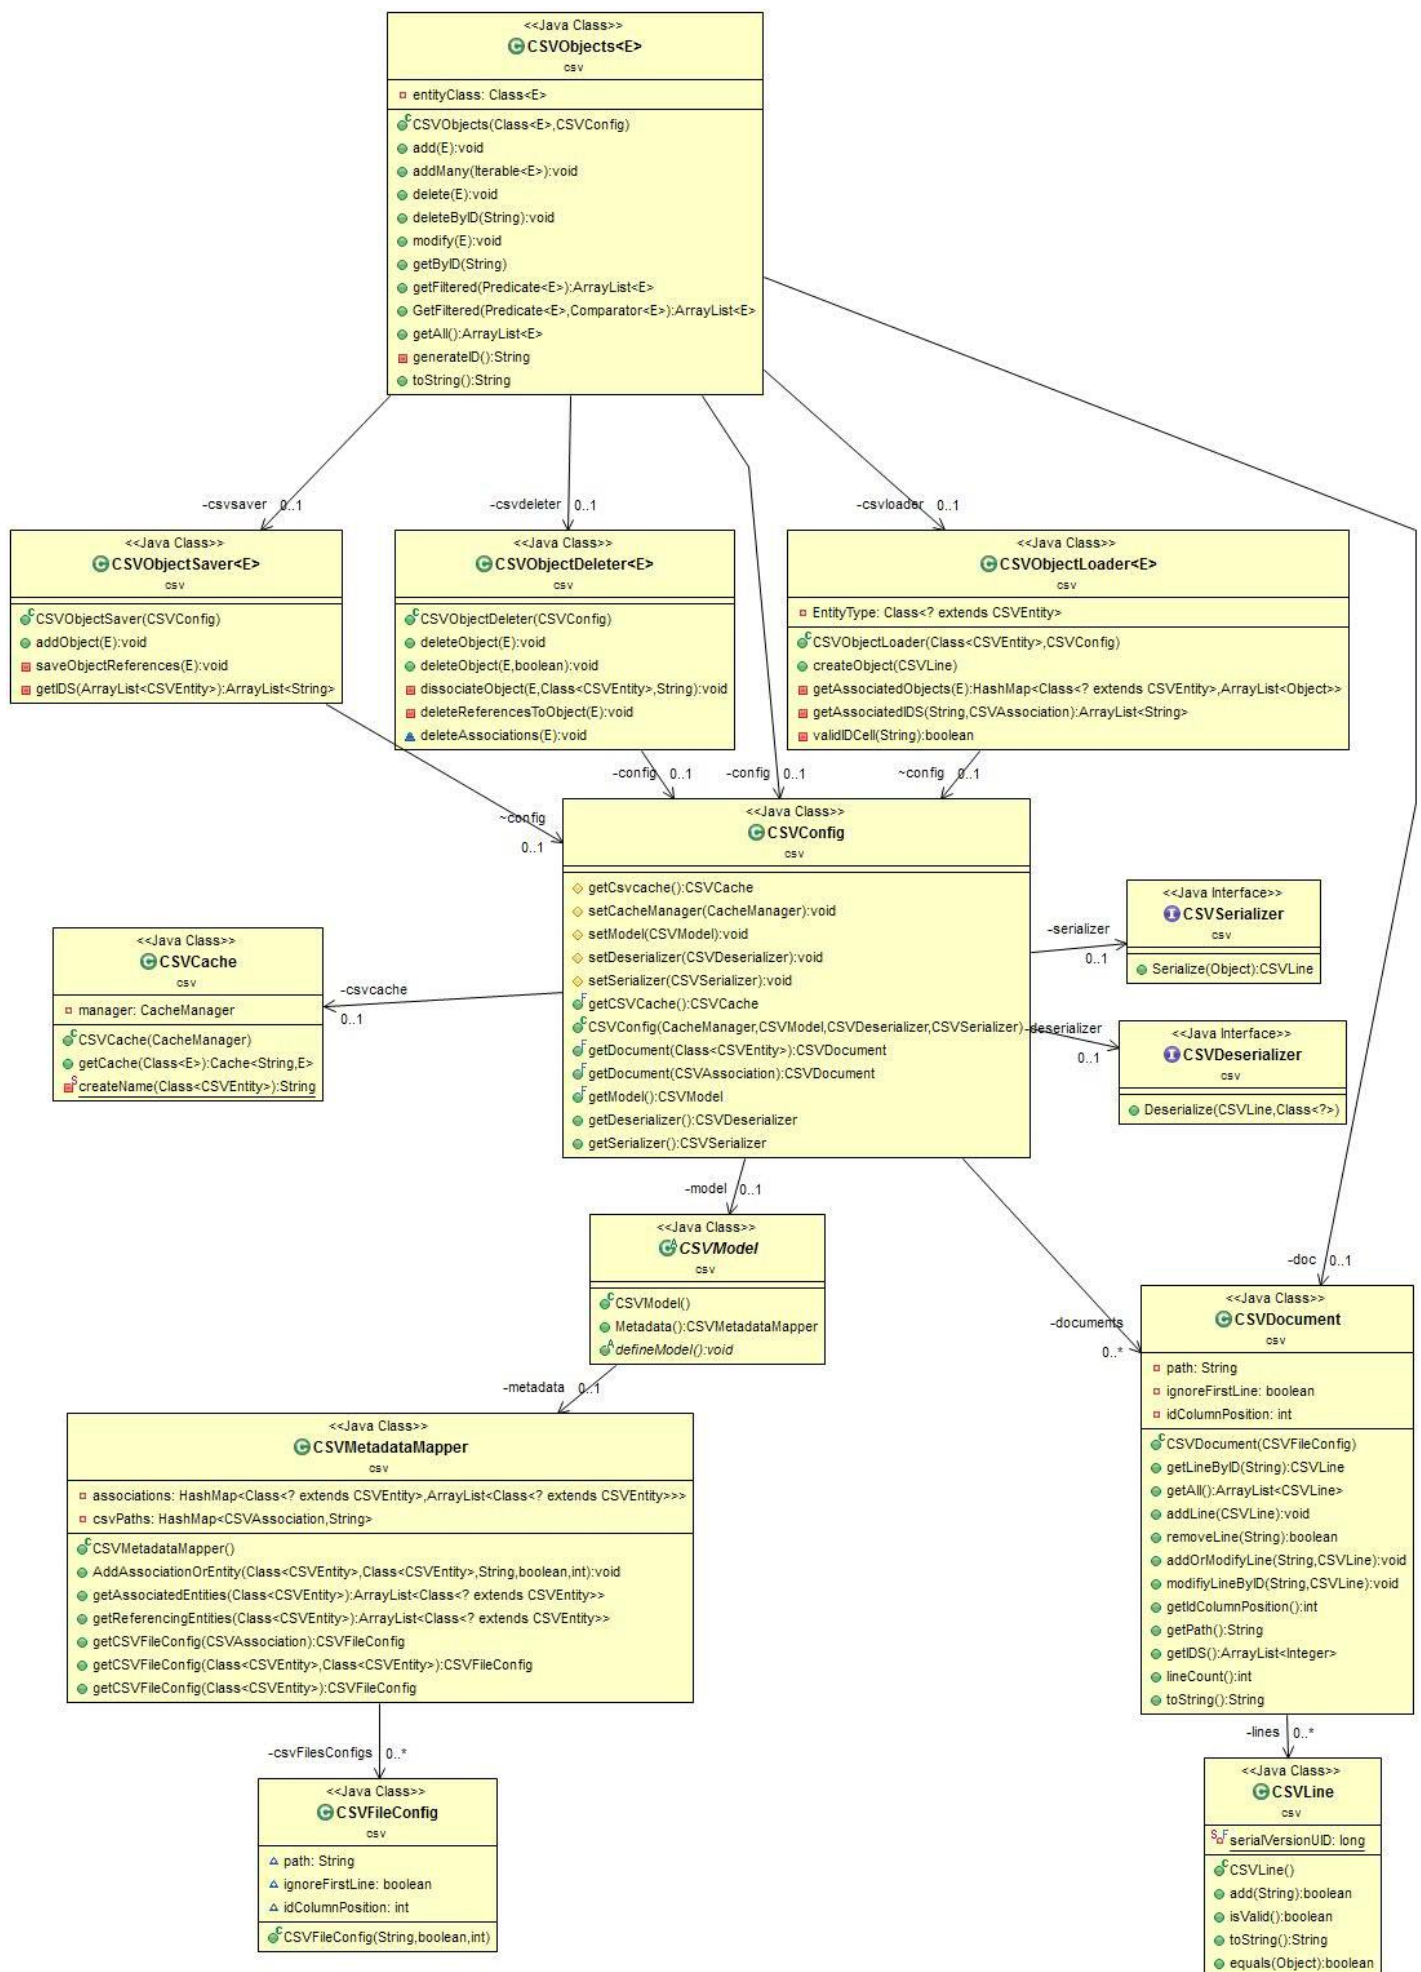 <<Java Class>>
CSVObjects<E>
csv
entityClass: Class<E>
CSVObjects(Class<E>,CSVConfig)
add(E):void
addMany(Iterable<E>):void
delete(E):void
deleteByID(String):void
modify(E):void
getByID(String)
getFiltered(Predicate<E>):ArrayList<E>
GetFiltered(Predicate<E>,Comparator<E>):ArrayList<E>
getAll():ArrayList<E>
generateID():String
toString():String
-csvsaver 0..1
-csvdeleter 0..1
-csvloader 0..1
<<Java Class>>
CSVObjectSaver<E>
csv
CSVObjectSaver(CSVConfig)
addObject(E):void
saveObjectReferences(E):void
getIDS(ArrayList<CSVEntity>):ArrayList<String>
<<Java Class>>
CSVObjectDeleter<E>
csv
CSVObjectDeleter(CSVConfig)
deleteObject(E):void
deleteObject(E,boolean):void
dissociateObject(E,Class<CSVEntity>,String):void
deleteReferencesToObject(E):void
deleteAssociations(E):void
<<Java Class>>
CSVObjectLoader<E>
csv
EntityType: Class<? extends CSVEntity>
CSVObjectLoader(Class<CSVEntity>,CSVConfig)
createObject(CSVLine)
getAssociatedObjects(E):HashMap<Class<? extends CSVEntity>,ArrayList<Object>>
getAssociatedIDS(String,CSVAssociation):ArrayList<String>
validIDCell(String):boolean
-config 0..1
-config 0..1
~config 0..1
~config
0..1
<<Java Class>>
CSVConfig
csv
getCsvcache():CSVCache
setCacheManager(CacheManager):void
setModel(CSVModel):void
setDeserializer(CSVDeserializer):void
setSerializer(CSVSerializer):void
getCSVCache():CSVCache
CSVConfig(CacheManager,CSVModel,CSVDeserializer,CSVSerializer)
getDocument(Class<CSVEntity>):CSVDocument
getDocument(CSVAssociation):CSVDocument
getModel():CSVModel
getDeserializer():CSVDeserializer
getSerializer():CSVSerializer
-serializer
0..1
<<Java Interface>>
CSVSerializer
csv
Serialize(Object):CSVLine
-deserializer
0..1
<<Java Interface>>
CSVDeserializer
csv
Deserialize(CSVLine,Class<?>)
-csvcache
0..1
<<Java Class>>
CSVCache
csv
manager: CacheManager
CSVCache(CacheManager)
getCache(Class<E>):Cache<String,E>
createName(Class<CSVEntity>):String
-model 0..1
<<Java Class>>
CSVModel
csv
CSVModel()
Metadata():CSVMetadataMapper
defineModel():void
-doc 0..1
-documents
0..*
<<Java Class>>
CSVDocument
csv
path: String
ignoreFirstLine: boolean
idColumnPosition: int
CSVDocument(CSVFileConfig)
getLineByID(String):CSVLine
getAll():ArrayList<CSVLine>
addLine(CSVLine):void
removeLine(String):boolean
addOrModifyLine(String,CSVLine):void
modifiyLineByID(String,CSVLine):void
getIdColumnPosition():int
getPath():String
getIDS():ArrayList<Integer>
lineCount():int
toString():String
-metadata 0..1
<<Java Class>>
CSVMetadataMapper
csv
associations: HashMap<Class<? extends CSVEntity>,ArrayList<Class<? extends CSVEntity>>>
csvPaths: HashMap<CSVAssociation,String>
CSVMetadataMapper()
AddAssociationOrEntity(Class<CSVEntity>,Class<CSVEntity>,String,boolean,int):void
getAssociatedEntities(Class<CSVEntity>):ArrayList<Class<? extends CSVEntity>>
getReferencingEntities(Class<CSVEntity>):ArrayList<Class<? extends CSVEntity>>
getCSVFileConfig(CSVAssociation):CSVFileConfig
getCSVFileConfig(Class<CSVEntity>,Class<CSVEntity>):CSVFileConfig
getCSVFileConfig(Class<CSVEntity>):CSVFileConfig
-csvFilesConfigs 0..*
<<Java Class>>
CSVFileConfig
csv
path: String
ignoreFirstLine: boolean
idColumnPosition: int
CSVFileConfig(String,boolean,int)
-lines 0..*
<<Java Class>>
CSVLine
csv
serialVersionUID: long
CSVLine()
add(String):boolean
isValid():boolean
toString():String
equals(Object):boolean